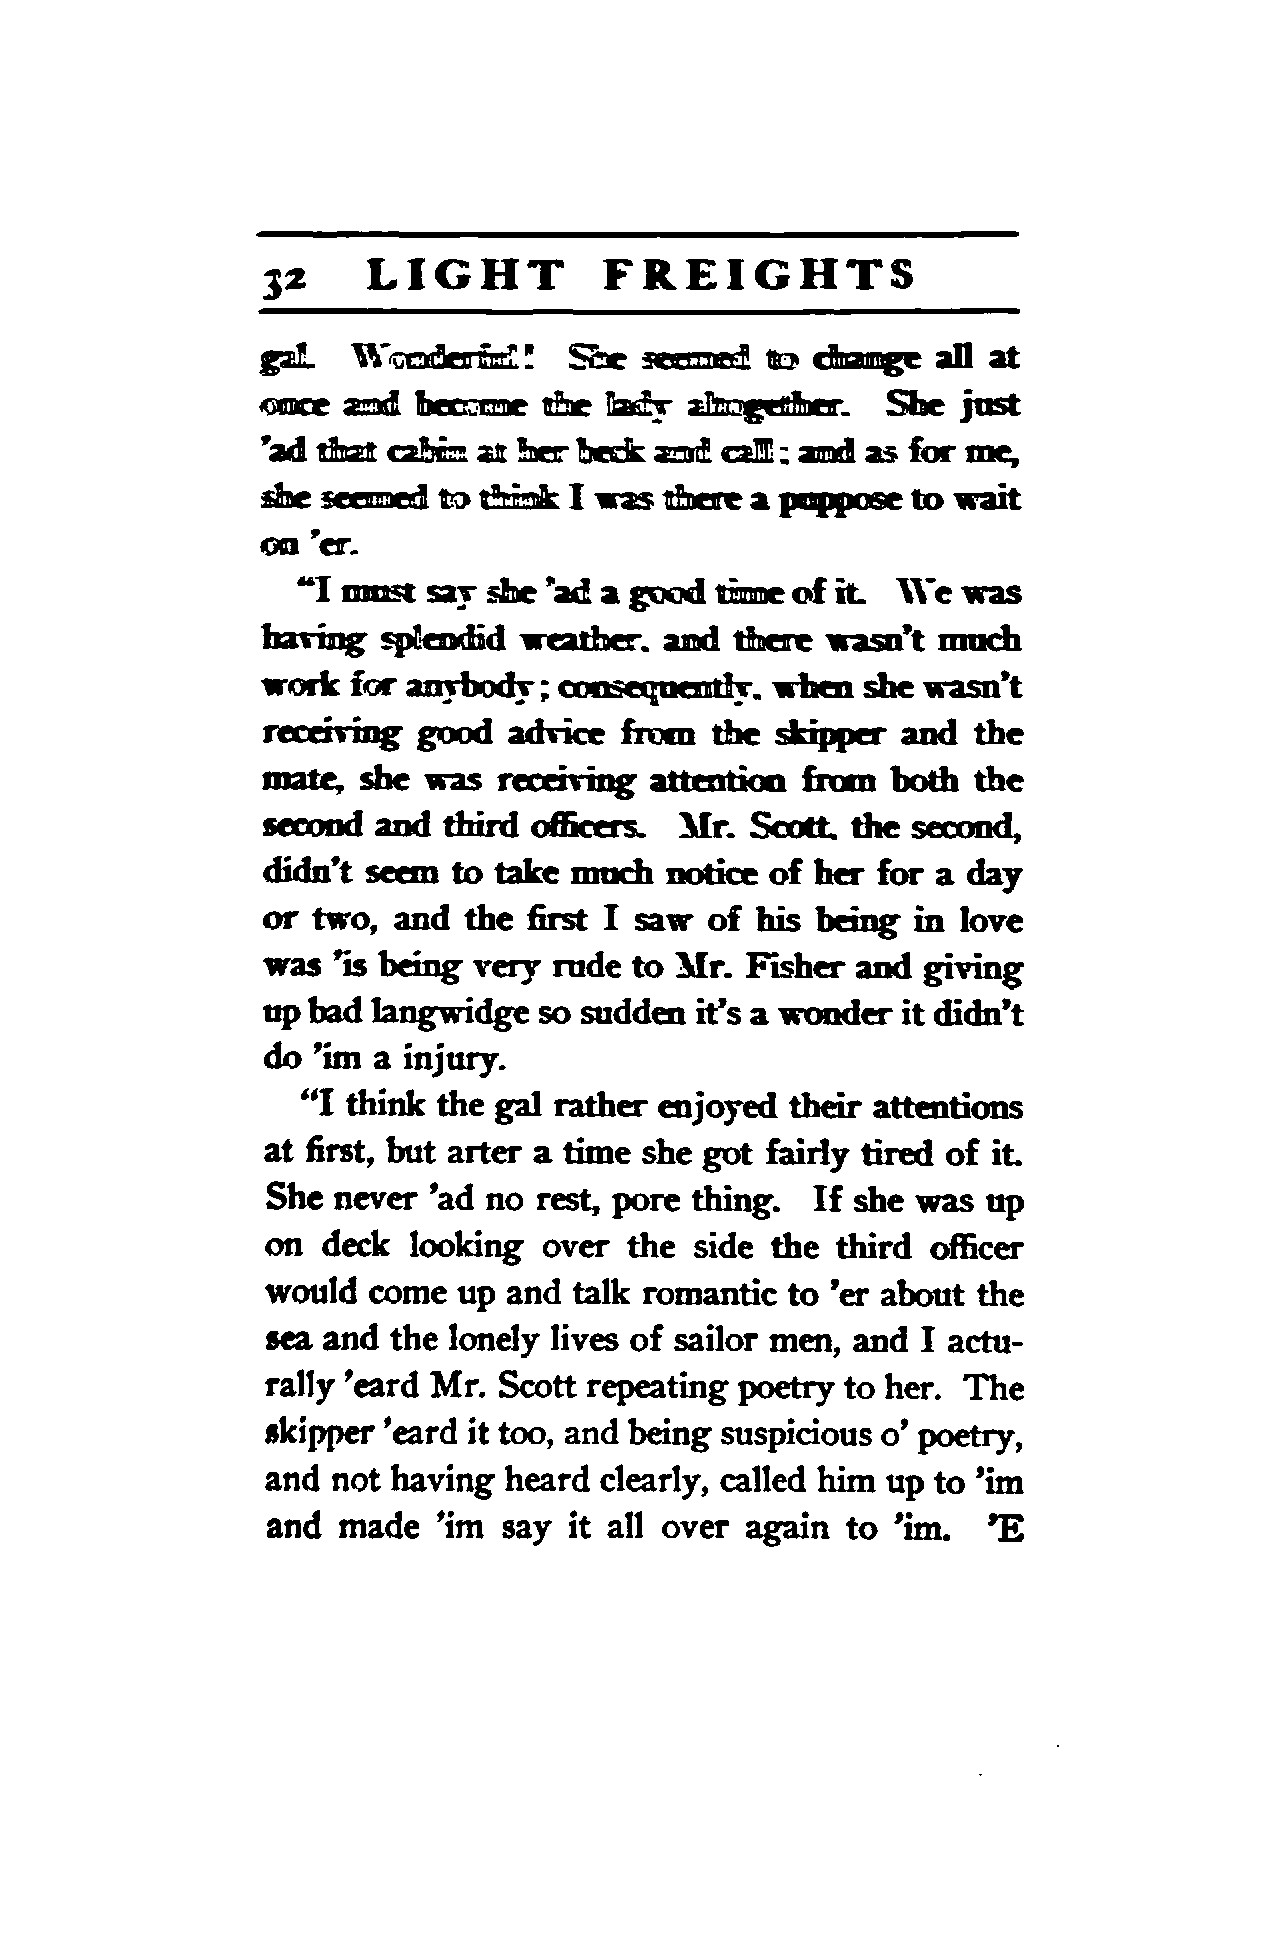 32 LIGHT FREIGHTS
gal. Wonderful! She seemed to change all at
once and become the lady altogether. She just
'ad that cabin at her beck and call; and as for me,
she seemed to think I was there a puppose to wait
on 'er.
"I must say she 'ad a good time of it. We was
having splendid weather, and there wasn't much
work for anybody; consequently, when she wasn't
receiving good advice from the skipper and the
mate, she was receiving attention from both the
second and third officers. Mr. Scott, the second,
didn't seem to take much notice of her for a day
or two, and the first I saw of his being in love
was 'is being very rude to Mr. Fisher and giving
up bad langwidge so sudden it's a wonder it didn't
do 'im a injury.
"I think the gal rather enjoyed their attentions
at first, but arter a time she got fairly tired of it.
She never 'ad no rest, pore thing. If she was up
on deck looking over the side the third officer
would come up and talk romantic to 'er about the
sea and the lonely lives of sailor men, and I actu-
rally 'eard Mr. Scott repeating poetry to her. The
skipper 'eard it too, and being suspicious o' poetry,
and not having heard clearly, called him up to 'im
and made 'im say it all over again to 'im. 'E